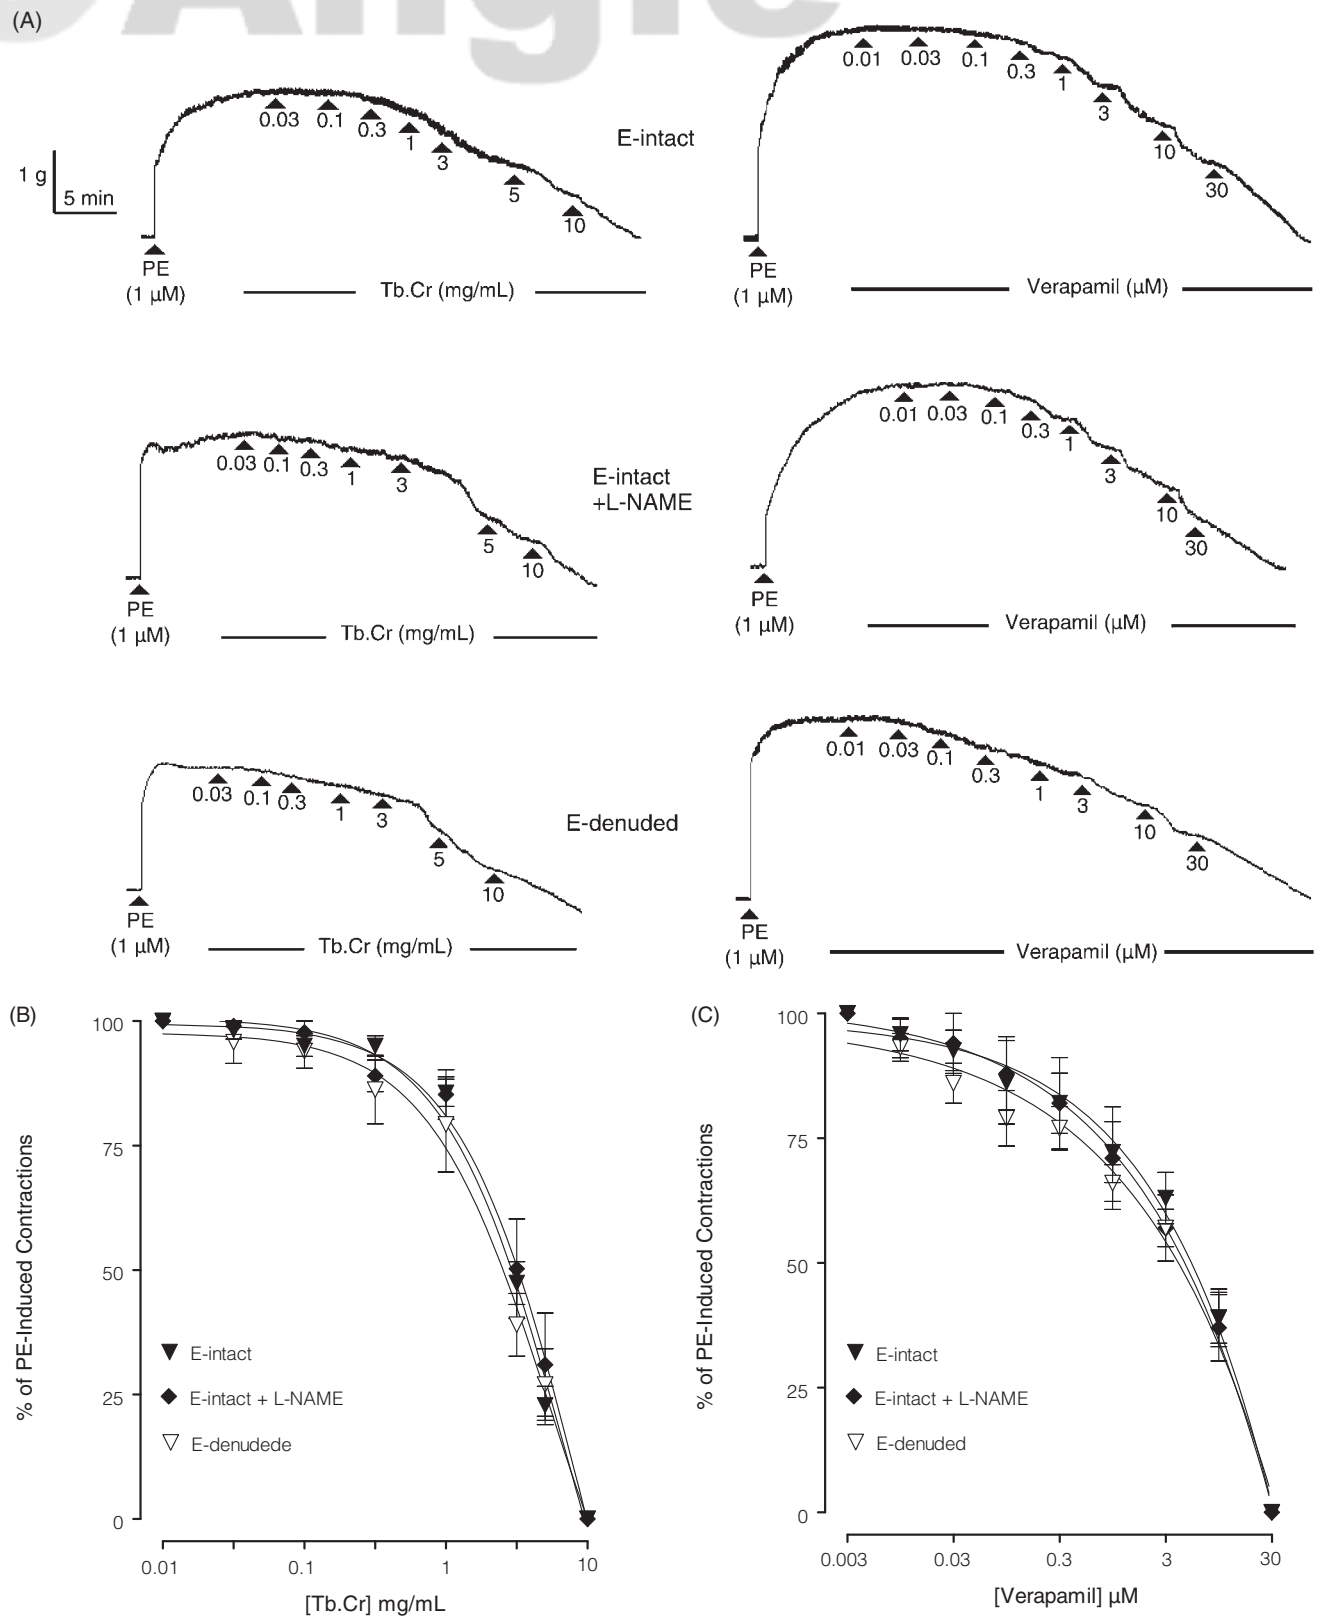 (A)
Angle
0.03 0.1 0.3 1 3 5 10
1 g
5 min
PE
(1 µM)
Tb.Cr (mg/mL)
E-intact
0.01 0.03 0.1 0.3 1 3 10 30
PE
(1 µM)
Verapamil (µM)
0.03 0.1 0.3 1 3 5 10
PE
(1 µM)
Tb.Cr (mg/mL)
E-intact
+L-NAME
0.01 0.03 0.1 0.3 1 3 10 30
PE
(1 µM)
Verapamil (µM)
0.03 0.1 0.3 1 3 5 10
PE
(1 µM)
Tb.Cr (mg/mL)
E-denuded
0.01 0.03 0.1 0.3 1 3 10 30
PE
(1 µM)
Verapamil (µM)
(B)
% of PE-Induced Contractions
100
75
50
25
0
E-intact
E-intact + L-NAME
E-denudede
0.01 0.1 1 10
[Tb.Cr] mg/mL
(C)
% of PE-Induced Contractions
100
75
50
25
0
E-intact
E-intact + L-NAME
E-denuded
0.003 0.03 0.3 3 30
[Verapamil] µM